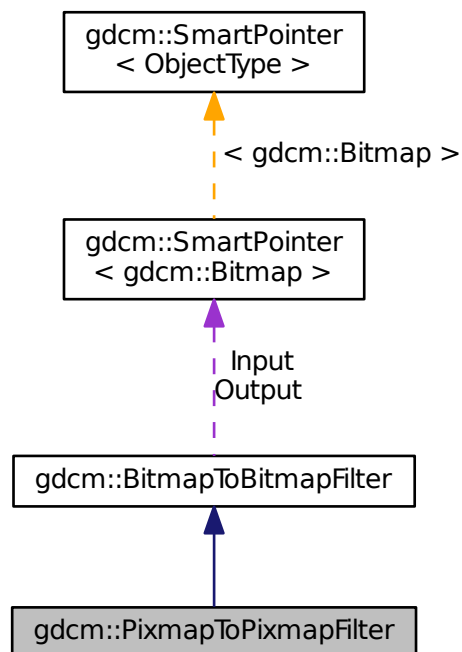 gdcm::SmartPointer
< ObjectType >
< gdcm::Bitmap >
gdcm::SmartPointer
< gdcm::Bitmap >
Input
Output
gdcm::BitmapToBitmapFilter
gdcm::PixmapToPixmapFilter